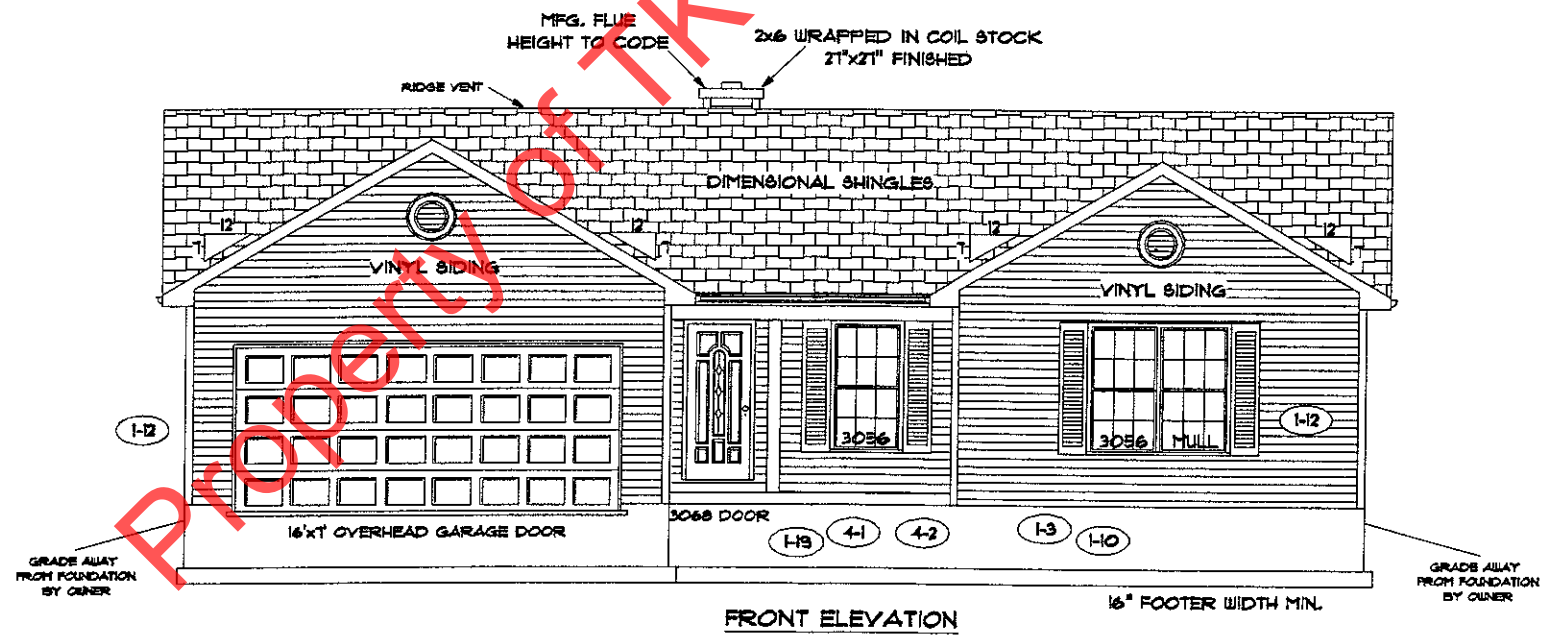 MFG. FLUE
HEIGHT TO CODE
2x6 WRAPPED IN COIL STOCK
21"x21" FINISHED
RIDGE VENT
DIMENSIONAL SHINGLES
12
7
12
7
12
7
12
7
VINYL SIDING
VINYL SIDING
3056
3056 MULL
1-12
1-12
16'x7' OVERHEAD GARAGE DOOR
3068 DOOR
1-19
4-1
4-2
1-3
1-10
GRADE AWAY
FROM FOUNDATION
BY OWNER
GRADE AWAY
FROM FOUNDATION
BY OWNER
16" FOOTER WIDTH MIN.
FRONT ELEVATION
Property of TK